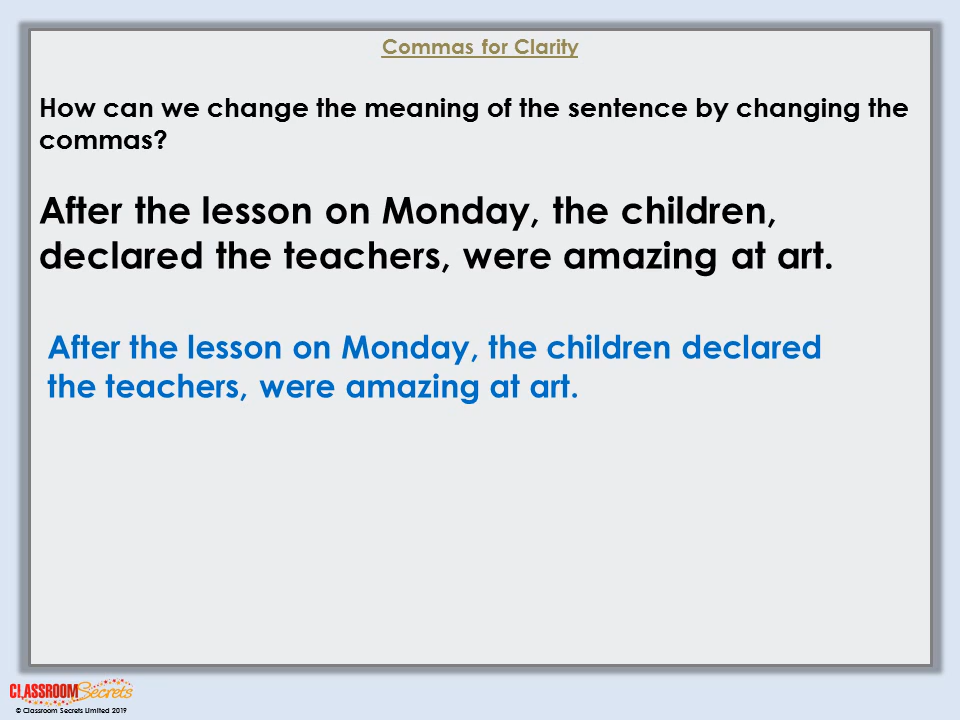 Commas for Clarity
How can we change the meaning of the sentence by changing the
commas?
After the lesson on Monday, the children,
declared the teachers, were amazing at art.
After the lesson on Monday, the children declared
the teachers, were amazing at art.
CLASSROOM Secrets
© Classroom Secrets Limited 2019